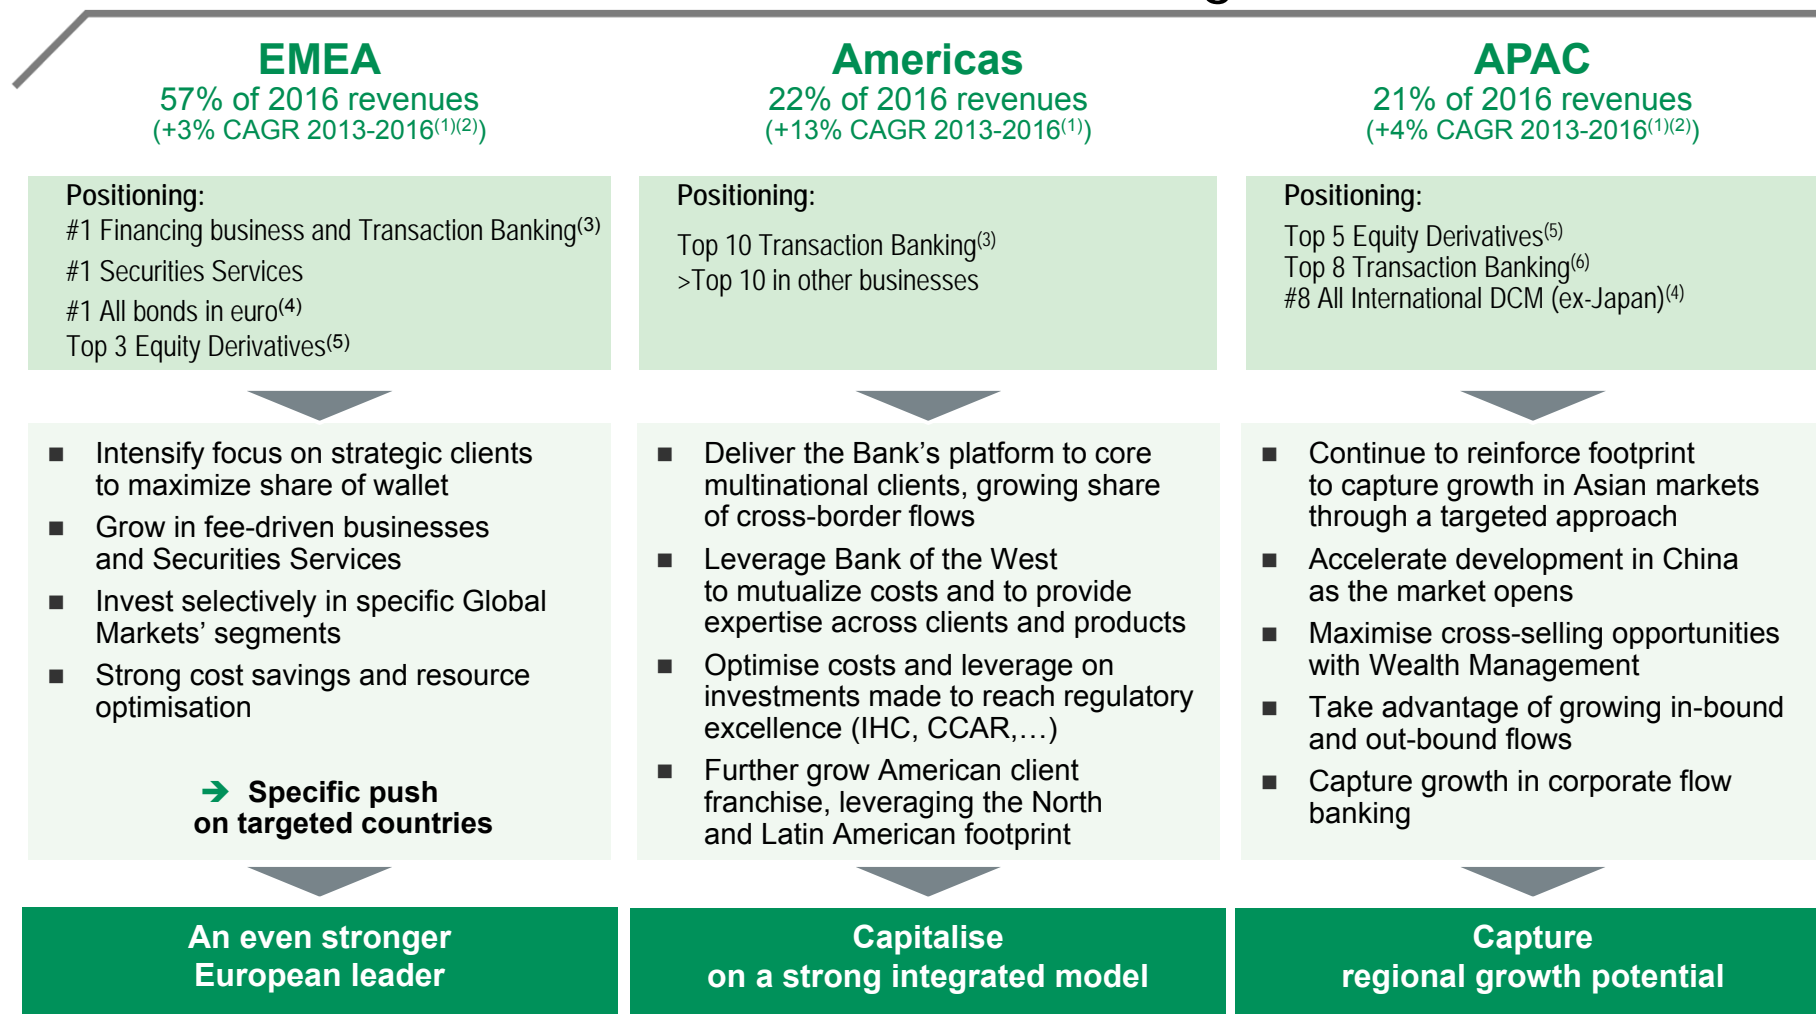 EMEA
57% of 2016 revenues
(+3% CAGR 2013-2016(1)(2))
Positioning:
#1 Financing business and Transaction Banking(3)
#1 Securities Services
#1 All bonds in euro(4)
Top 3 Equity Derivatives(5)
■ Intensify focus on strategic clients
to maximize share of wallet
■ Grow in fee-driven businesses
and Securities Services
■ Invest selectively in specific Global
Markets’ segments
■ Strong cost savings and resource
optimisation
➔ Specific push
on targeted countries
An even stronger
European leader
Americas
22% of 2016 revenues
(+13% CAGR 2013-2016(1))
Positioning:
Top 10 Transaction Banking(3)
>Top 10 in other businesses
■ Deliver the Bank’s platform to core
multinational clients, growing share
of cross-border flows
■ Leverage Bank of the West
to mutualize costs and to provide
expertise across clients and products
■ Optimise costs and leverage on
investments made to reach regulatory
excellence (IHC, CCAR,…)
■ Further grow American client
franchise, leveraging the North
and Latin American footprint
Capitalise
on a strong integrated model
APAC
21% of 2016 revenues
(+4% CAGR 2013-2016(1)(2))
Positioning:
Top 5 Equity Derivatives(5)
Top 8 Transaction Banking(6)
#8 All International DCM (ex-Japan)(4)
■ Continue to reinforce footprint
to capture growth in Asian markets
through a targeted approach
■ Accelerate development in China
as the market opens
■ Maximise cross-selling opportunities
with Wealth Management
■ Take advantage of growing in-bound
and out-bound flows
■ Capture growth in corporate flow
banking
Capture
regional growth potential